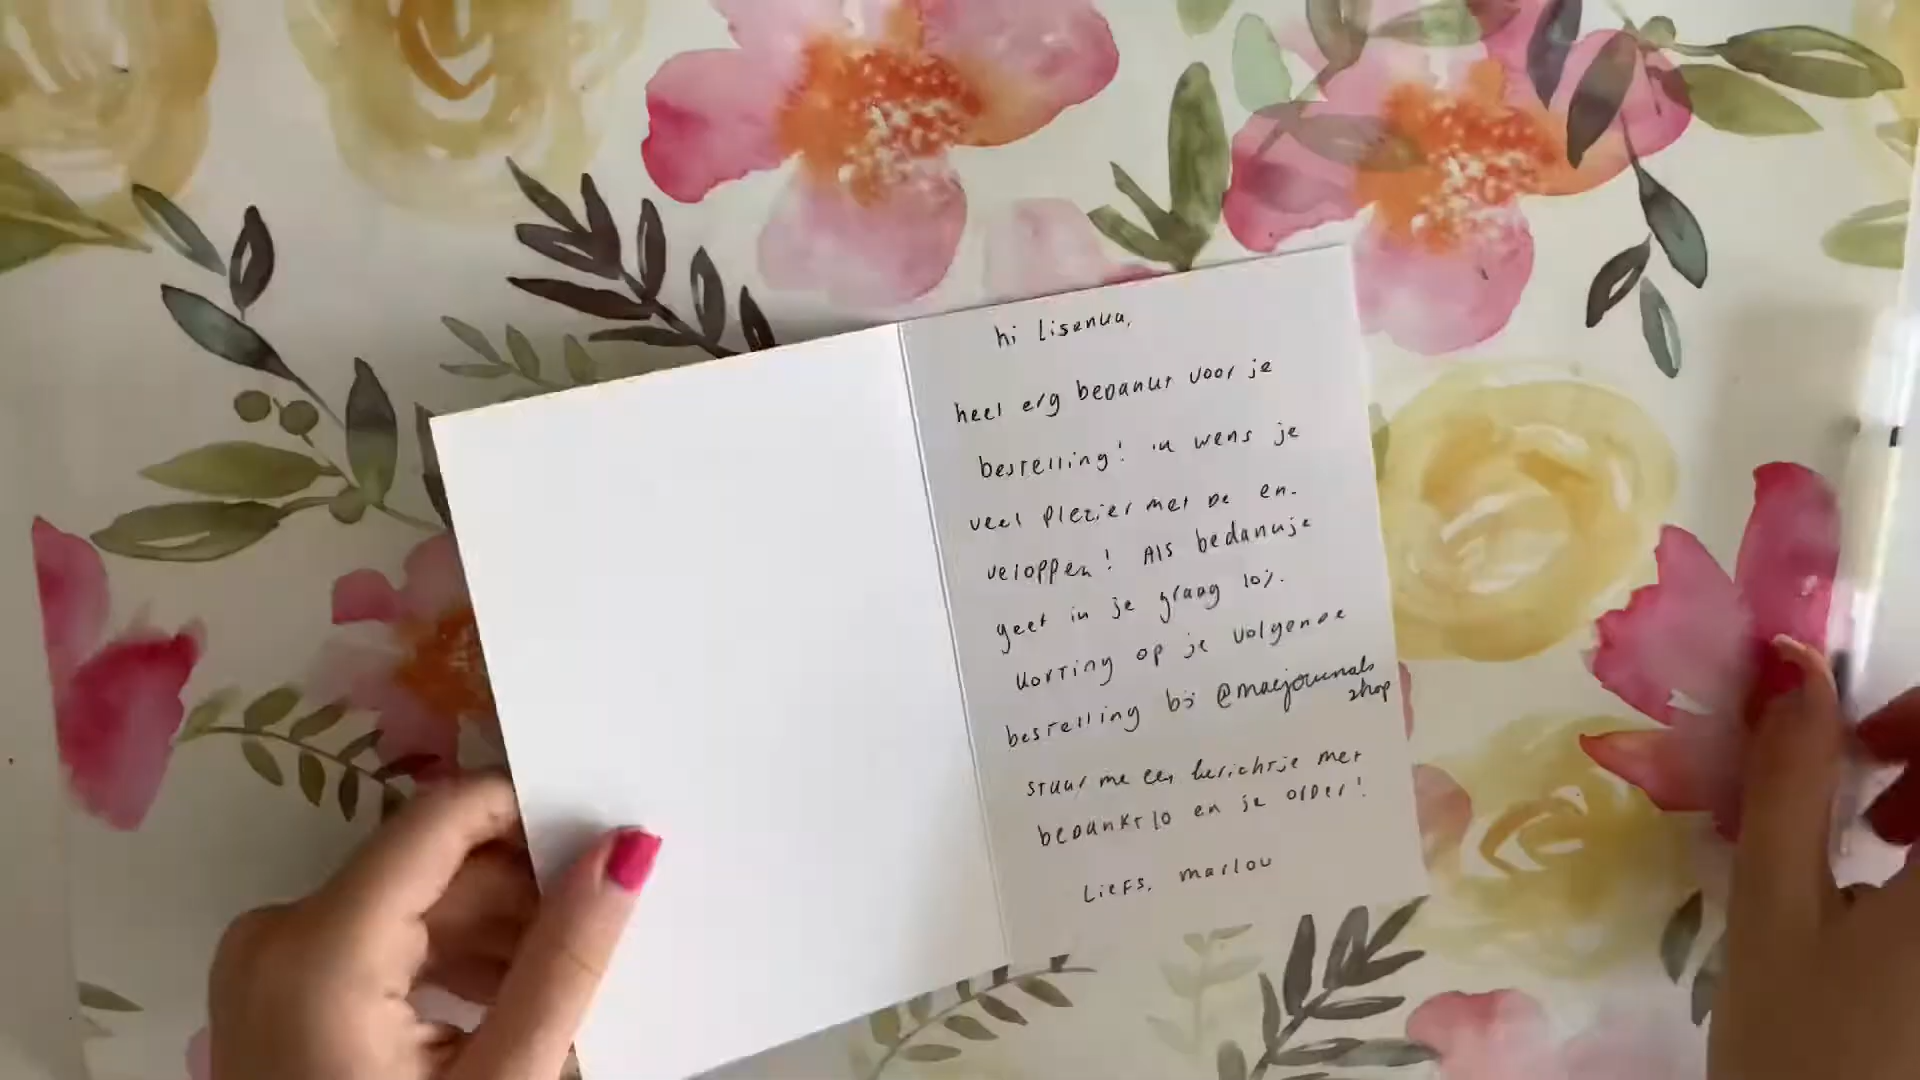 hi Lisanka,
heel erg bedankt voor je
bestelling! ik wens je
veel plezier met de en-
veloppen! Als bedankje
geef ik je graag 10%
korting op je volgende
bestelling bij @maejournals
shop
stuur me een berichtje met
bedankt10 en je order!
Liefs, marlou